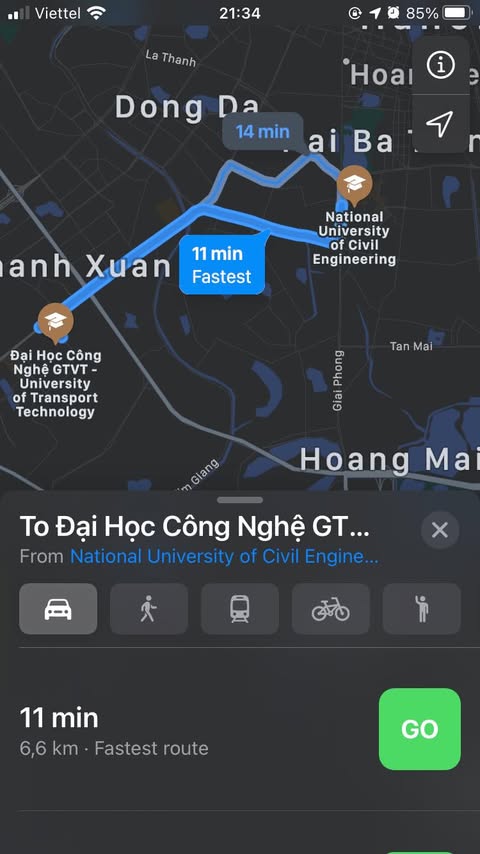 Viettel
21:34
85%
La Thanh
Hoan
Dong Da
14 min
ai Ba
National
University
of Civil
Engineering
11 min
Fastest
anh Xuan
Đại Học Công
Nghệ GTVT -
University
of Transport
Technology
Tan Mai
Giai Phong
Hoang Mai
im Giang
To Đại Học Công Nghệ GT...
From National University of Civil Engine...
11 min
6,6 km · Fastest route
GO